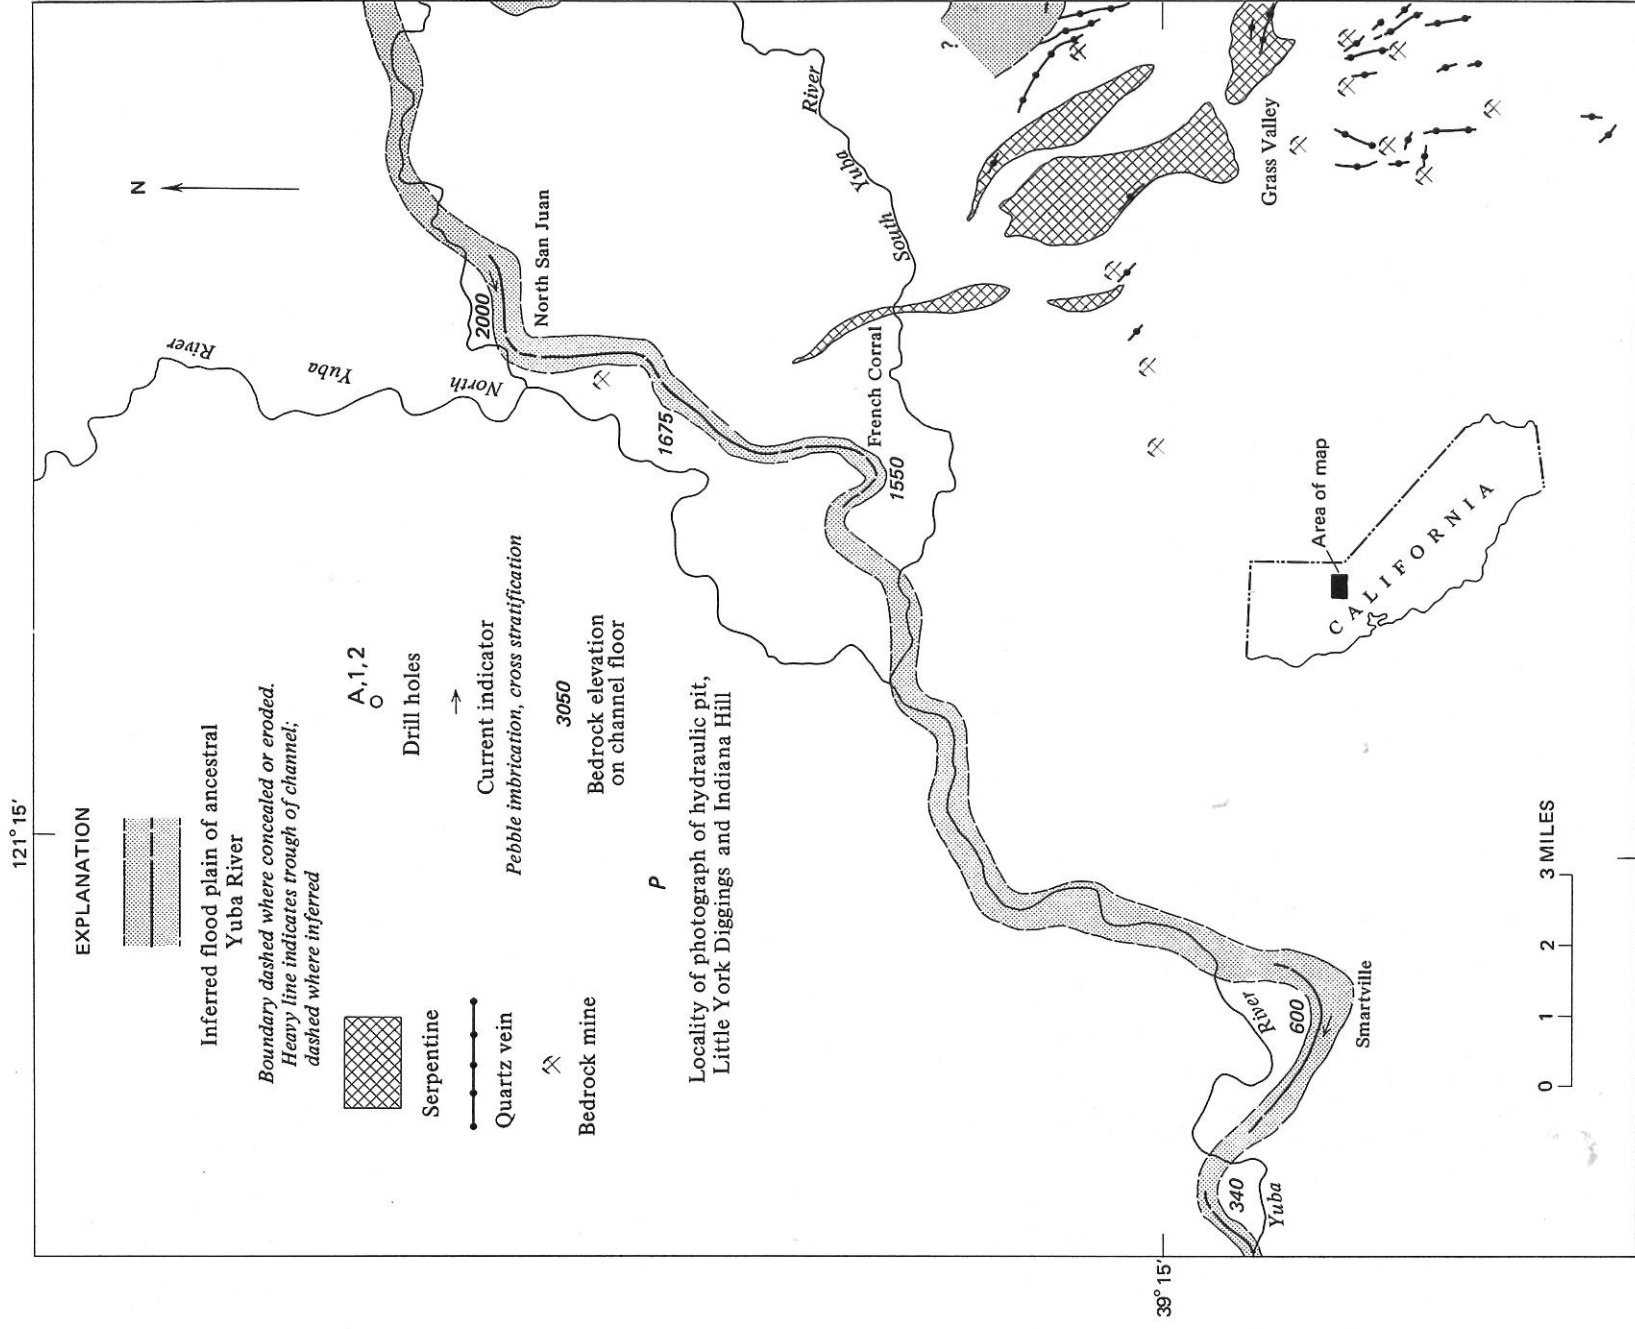 121°15′
EXPLANATION
Inferred flood plain of ancestral
Yuba River
Boundary dashed where concealed or eroded.
Heavy line indicates trough of channel;
dashed where inferred
Serpentine
Quartz vein
Bedrock mine
A,1,2
Drill holes
Current indicator
Pebble imbrication, cross stratification
3050
Bedrock elevation
on channel floor
P
Locality of photograph of hydraulic pit,
Little York Diggings and Indiana Hill
N
North Yuba River
2000
North San Juan
1675
South Yuba River
French Corral
1550
?
Grass Valley
River
600
Smartville
340
Yuba
39°15′
Area of map
CALIFORNIA
0 1 2 3 MILES